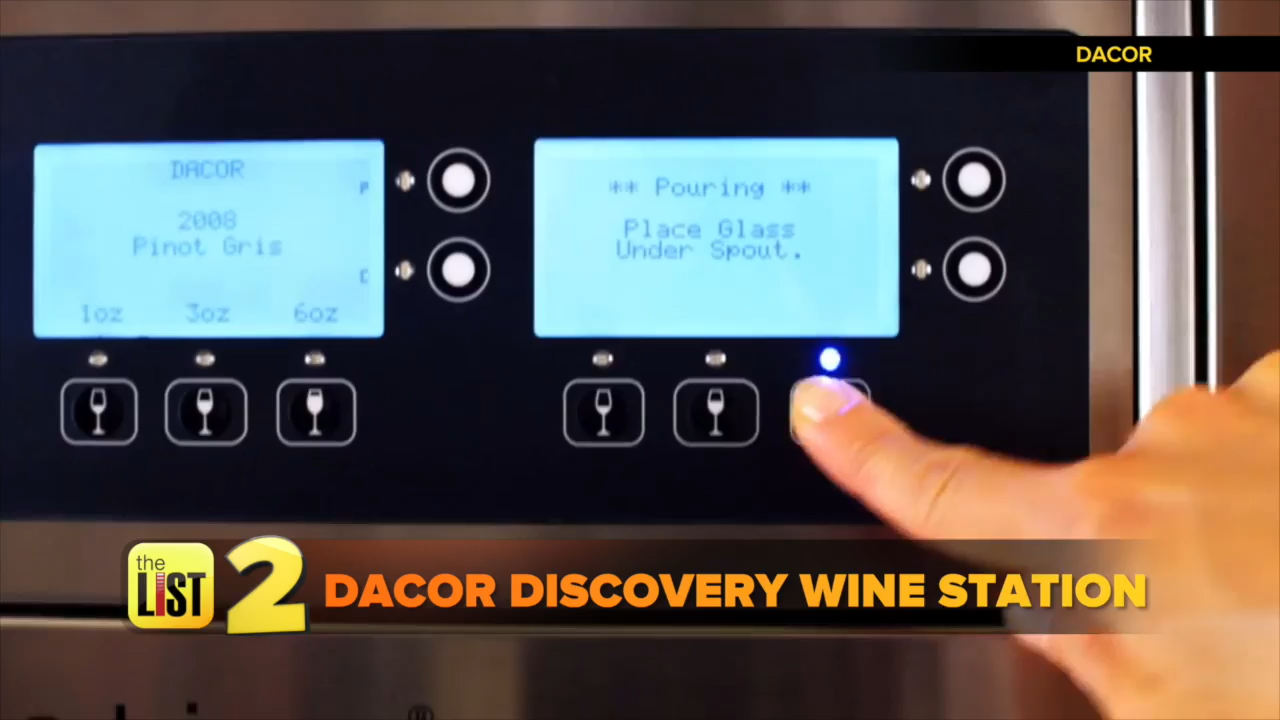 DACOR
DACOR
P
2008
Pinot Gris
C
1oz 3oz 6oz
** Pouring **
Place Glass
Under Spout.
the
LIST
2
DACOR DISCOVERY WINE STATION
®